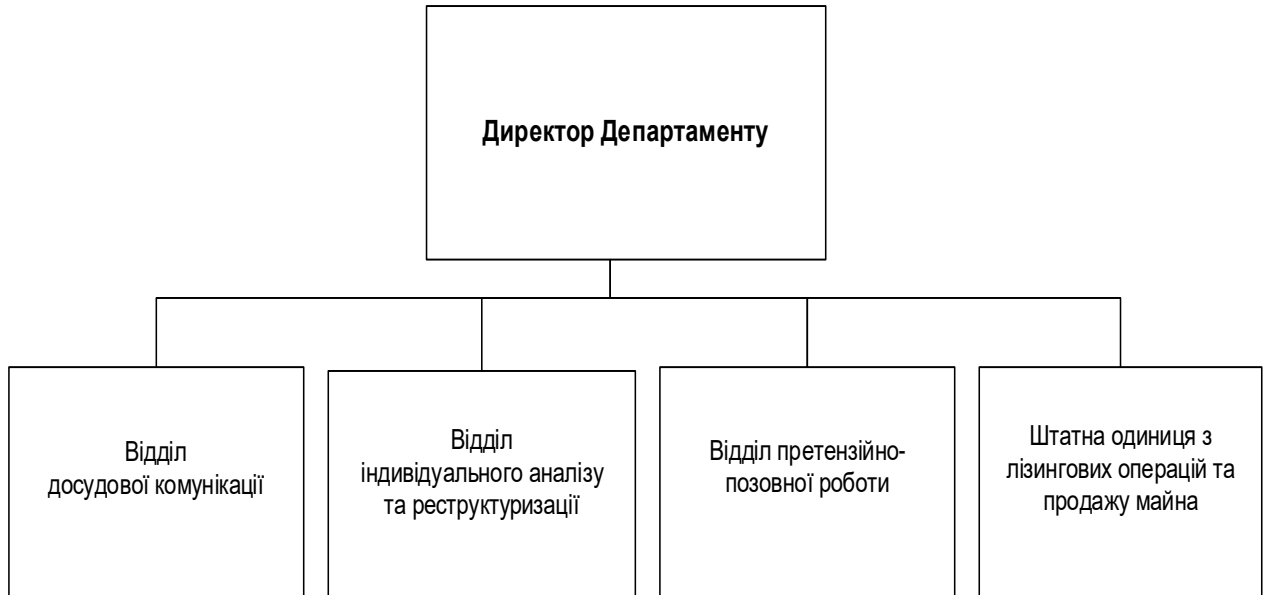 Директор Департаменту
Відділ
досудової комунікації
Відділ
індивідуального аналізу
та реструктуризації
Відділ претензійно-
позовної роботи
Штатна одиниця з
лізингових операцій та
продажу майна